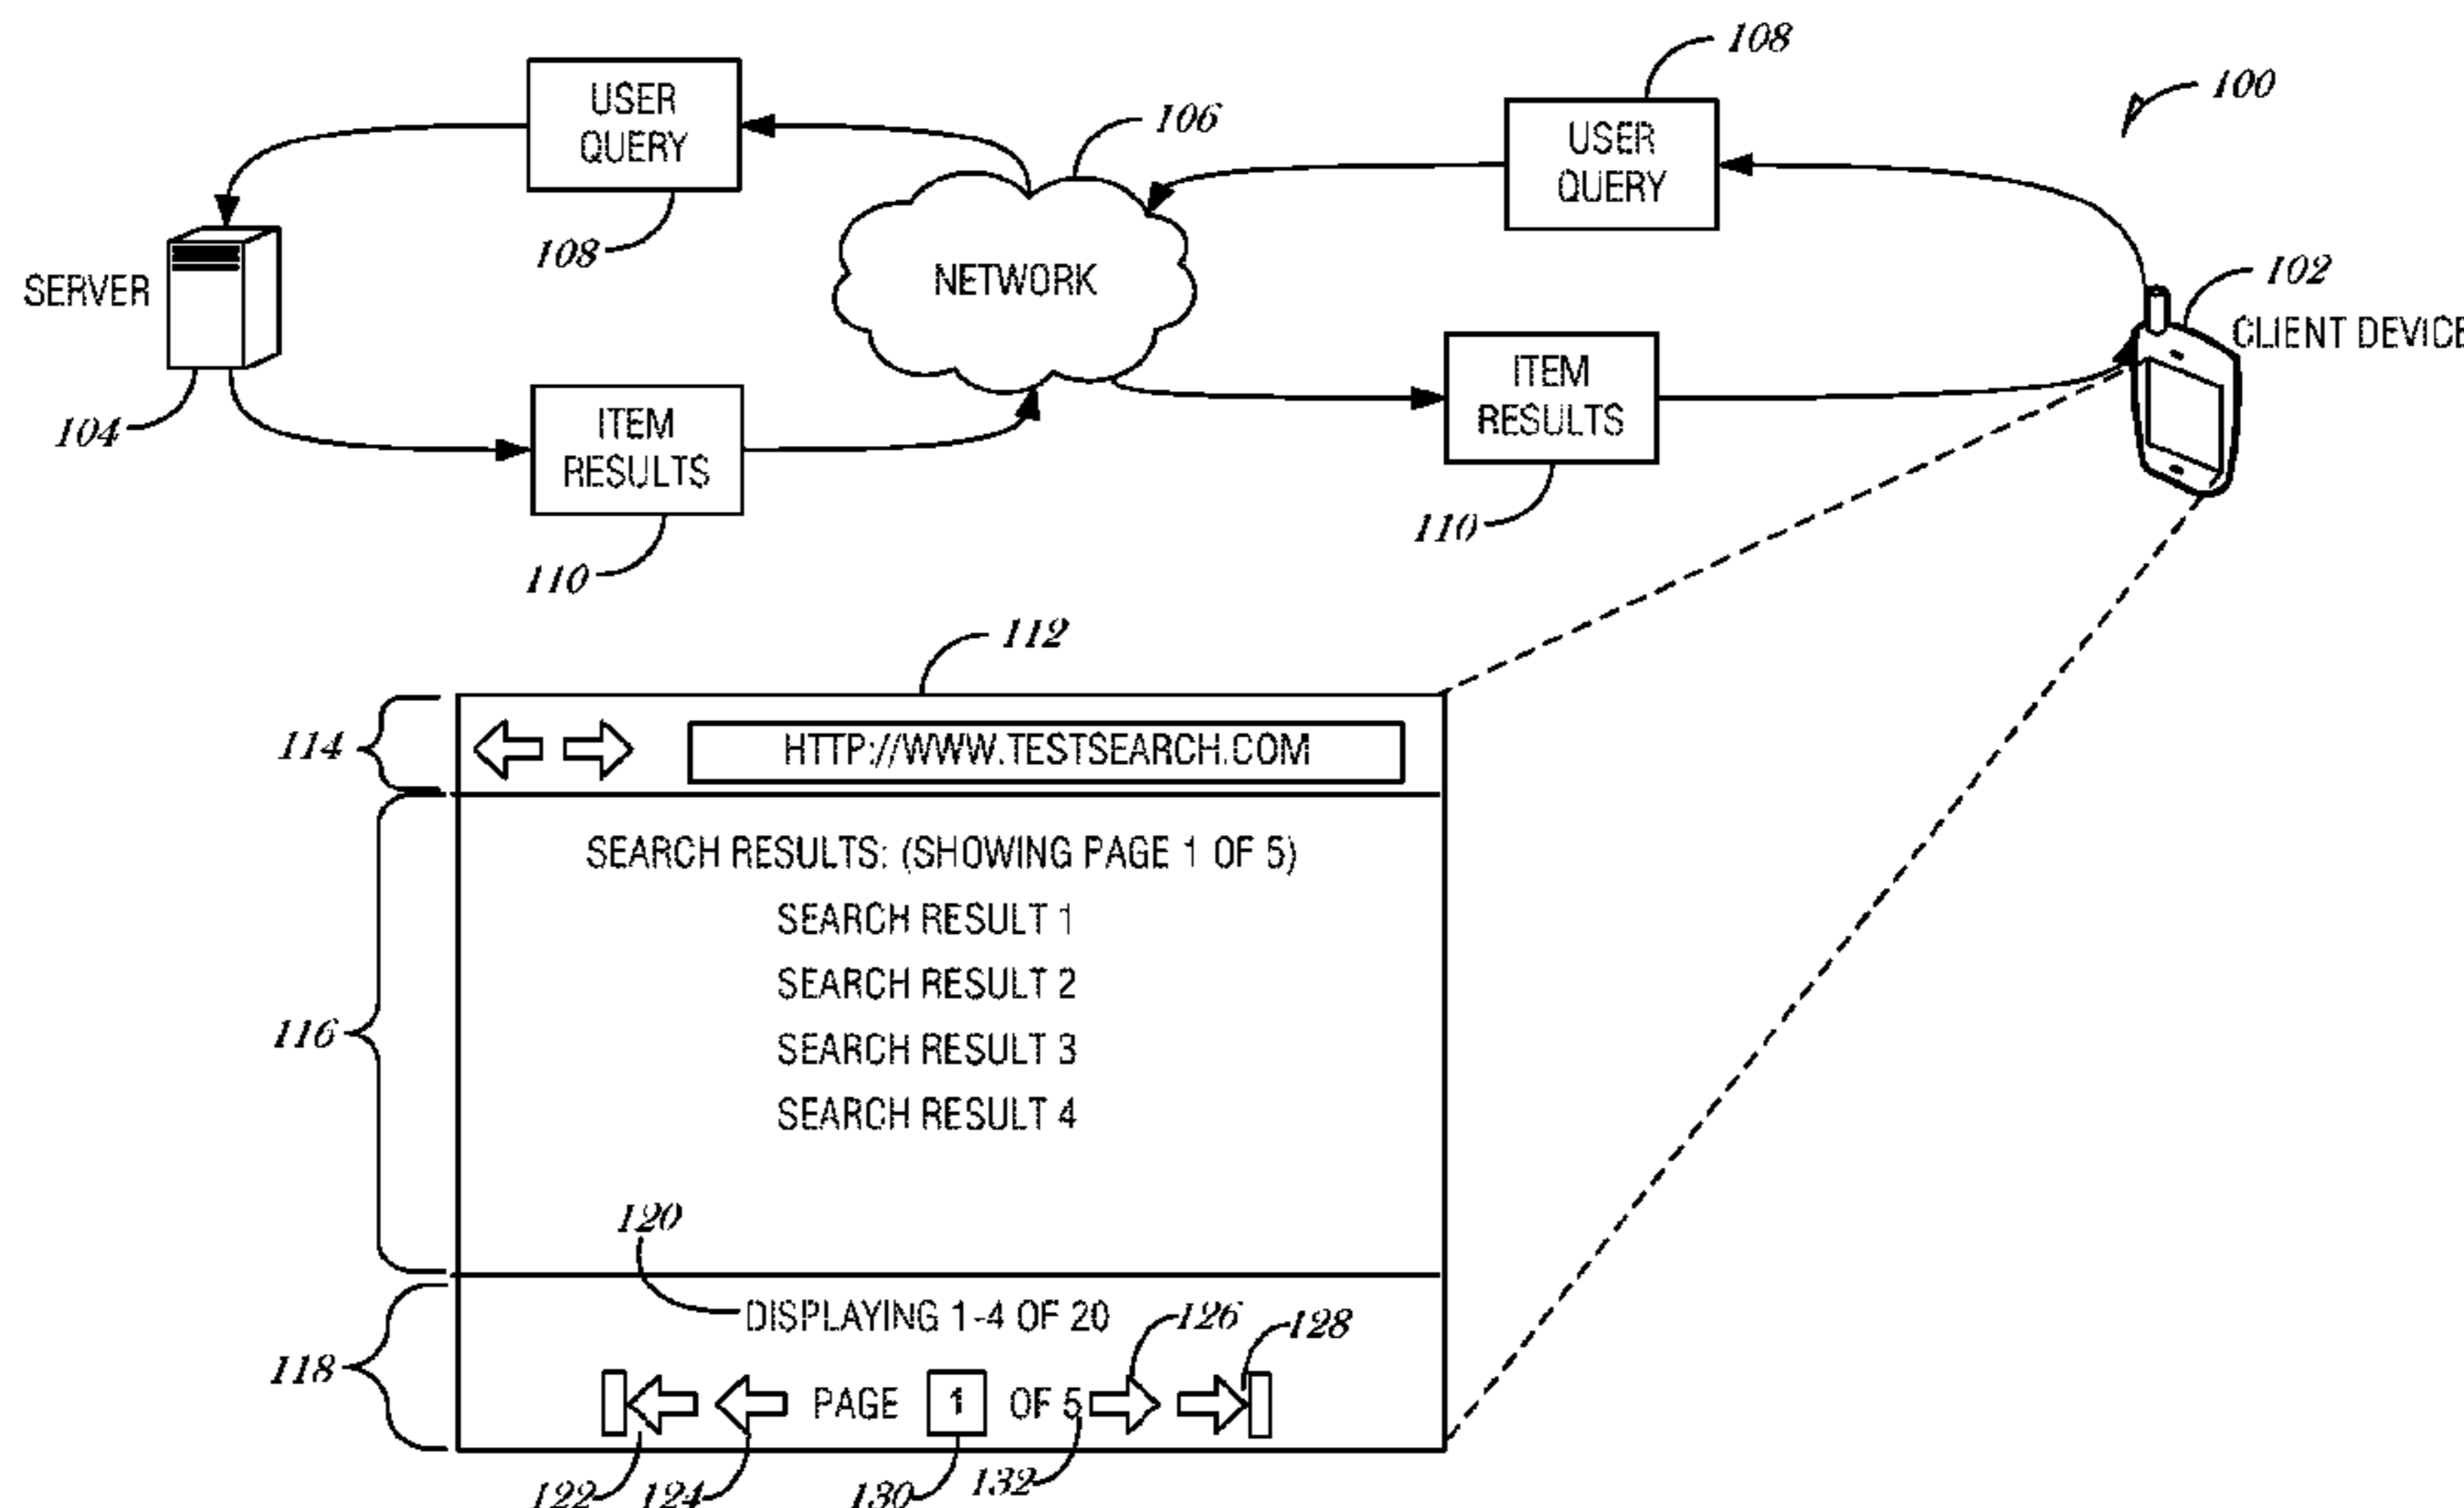 108
100
USER
QUERY
106
USER
QUERY
108
SERVER
NETWORK
102
CLIENT DEVICE
104
ITEM
RESULTS
ITEM
RESULTS
110
110
112
114
HTTP://WWW.TESTSEARCH.COM
116
SEARCH RESULTS: (SHOWING PAGE 1 OF 5)
SEARCH RESULT 1
SEARCH RESULT 2
SEARCH RESULT 3
SEARCH RESULT 4
120
118
DISPLAYING 1-4 OF 20
126
128
PAGE 1 OF 5
122
124
130
132